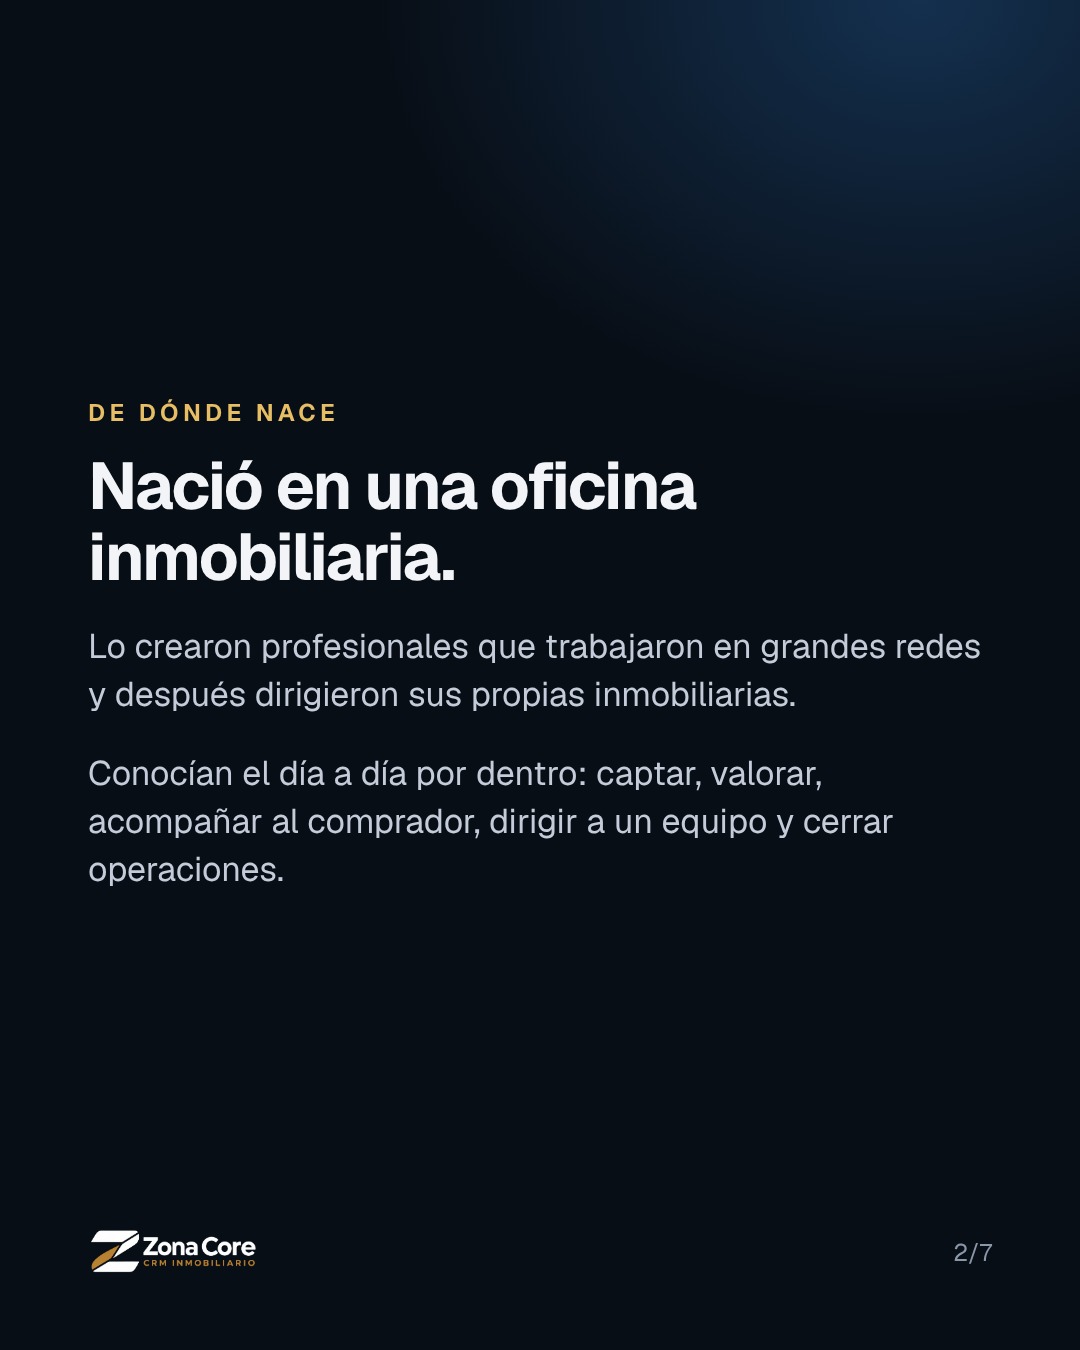 DE DÓNDE NACE
Nació en una oficina
inmobiliaria.
Lo crearon profesionales que trabajaron en grandes redes
y después dirigieron sus propias inmobiliarias.
Conocían el día a día por dentro: captar, valorar,
acompañar al comprador, dirigir a un equipo y cerrar
operaciones.
Zona Core
CRM INMOBILIARIO
2/7